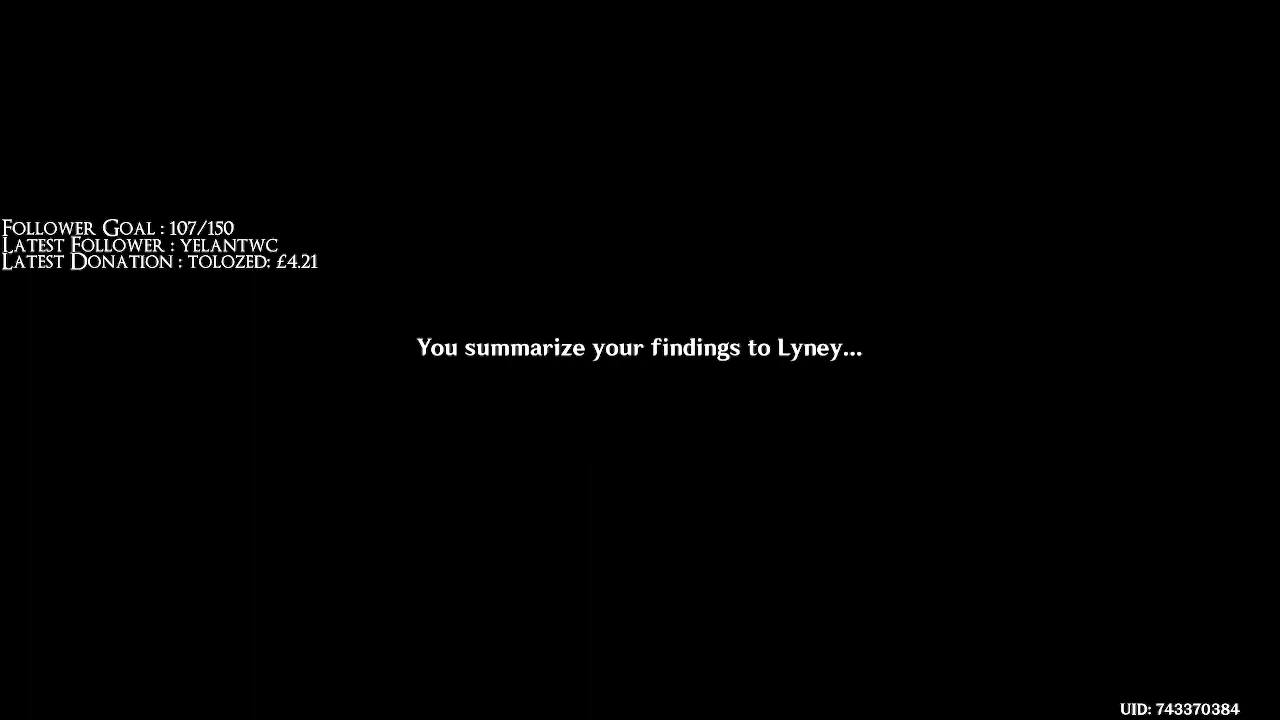 Follower Goal : 107/150
Latest Follower : yelantwc
Latest Donation : tolozed: £4.21
You summarize your findings to Lyney...
UID: 743370384